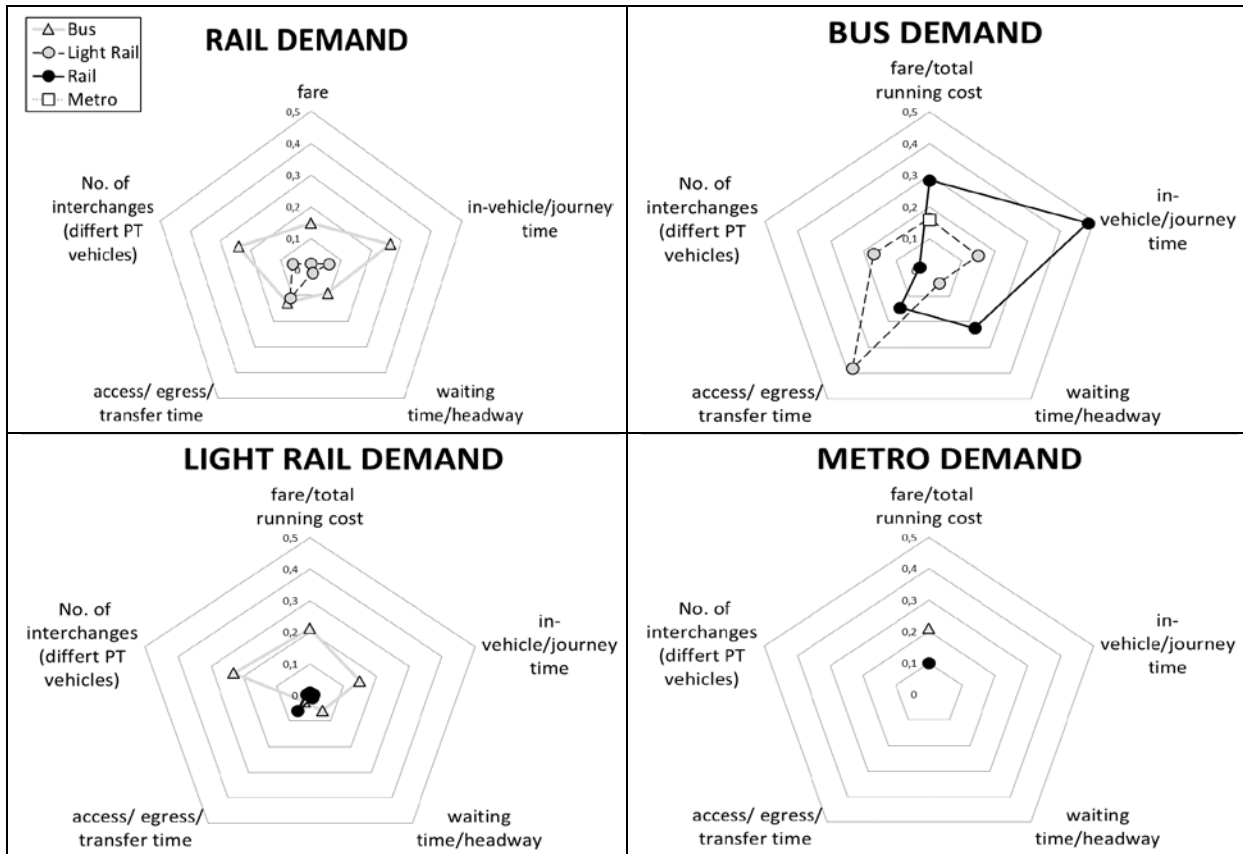 Bus
Light Rail
Rail
Metro
RAIL DEMAND
fare
0,5
0,4
0,3
0,2
0,1
0
No. of
interchanges
(differt PT
vehicles)
in-vehicle/journey
time
access/ egress/
transfer time
waiting
time/headway
BUS DEMAND
fare/total
running cost
0,5
0,4
0,3
0,2
0,1
0
No. of
interchanges
(differt PT
vehicles)
in-
vehicle/journey
time
access/ egress/
transfer time
waiting
time/headway
LIGHT RAIL DEMAND
fare/total
running cost
0,5
0,4
0,3
0,2
0,1
0
No. of
interchanges
(differt PT
vehicles)
in-
vehicle/journey
time
access/ egress/
transfer time
waiting
time/headway
METRO DEMAND
fare/total
running cost
0,5
0,4
0,3
0,2
0,1
0
No. of
interchanges
(differt PT
vehicles)
in-
vehicle/journey
time
access/ egress/
transfer time
waiting
time/headway